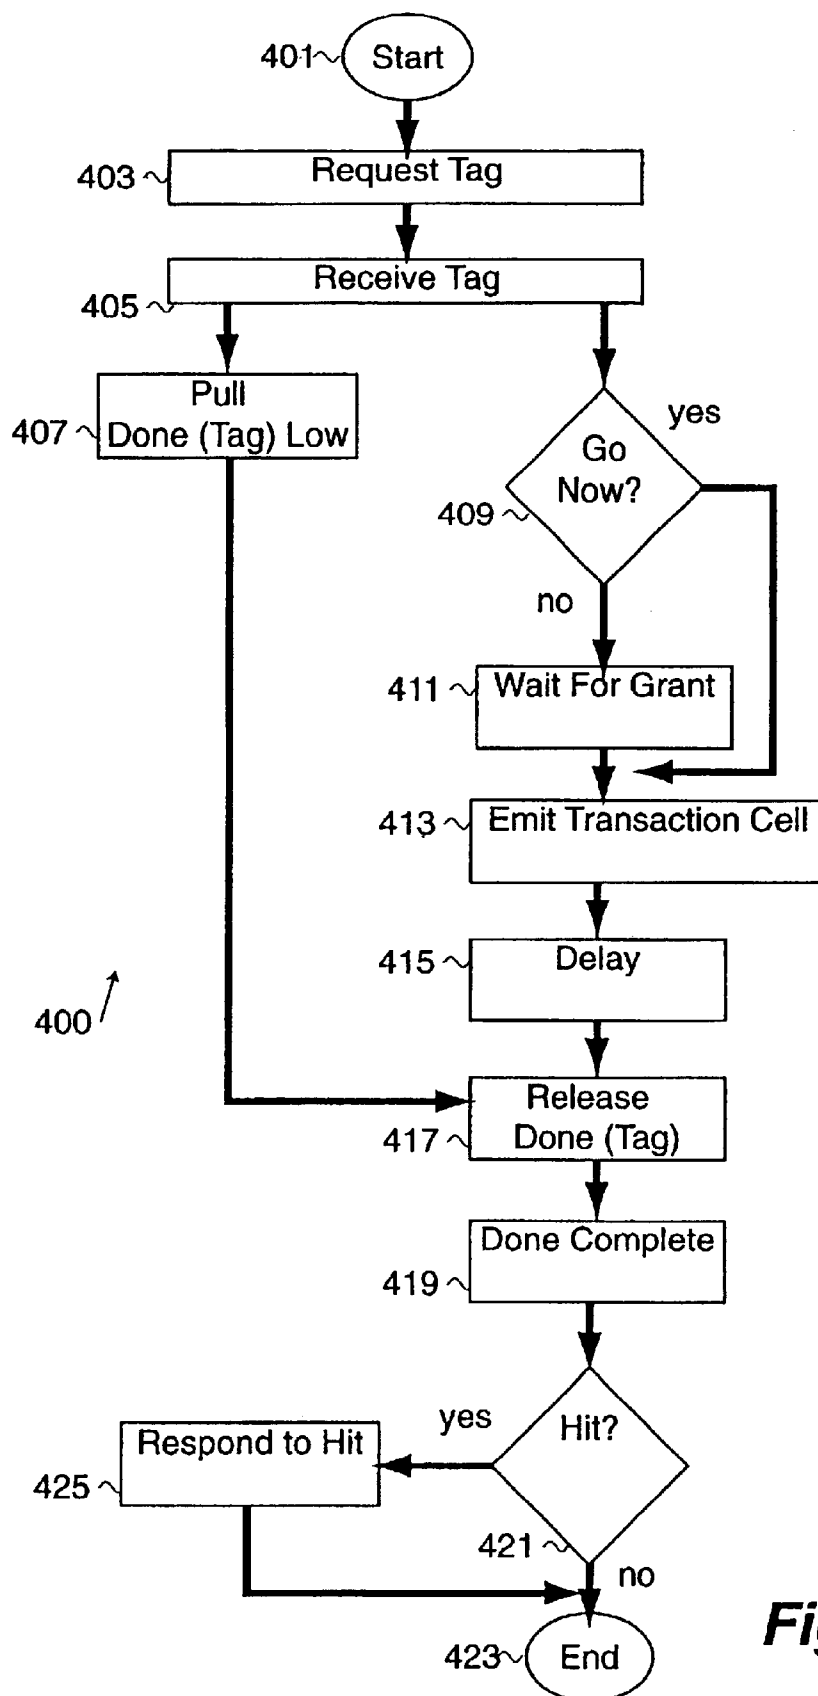 401 Start
403 Request Tag
Receive Tag
405
Pull
407 Done (Tag) Low
yes
Go
Now?
409
no
411 Wait For Grant
413 Emit Transaction Cell
415 Delay
400
Release
417 Done (Tag)
Done Complete
419
yes
Hit?
Respond to Hit
425
421
no
423 End